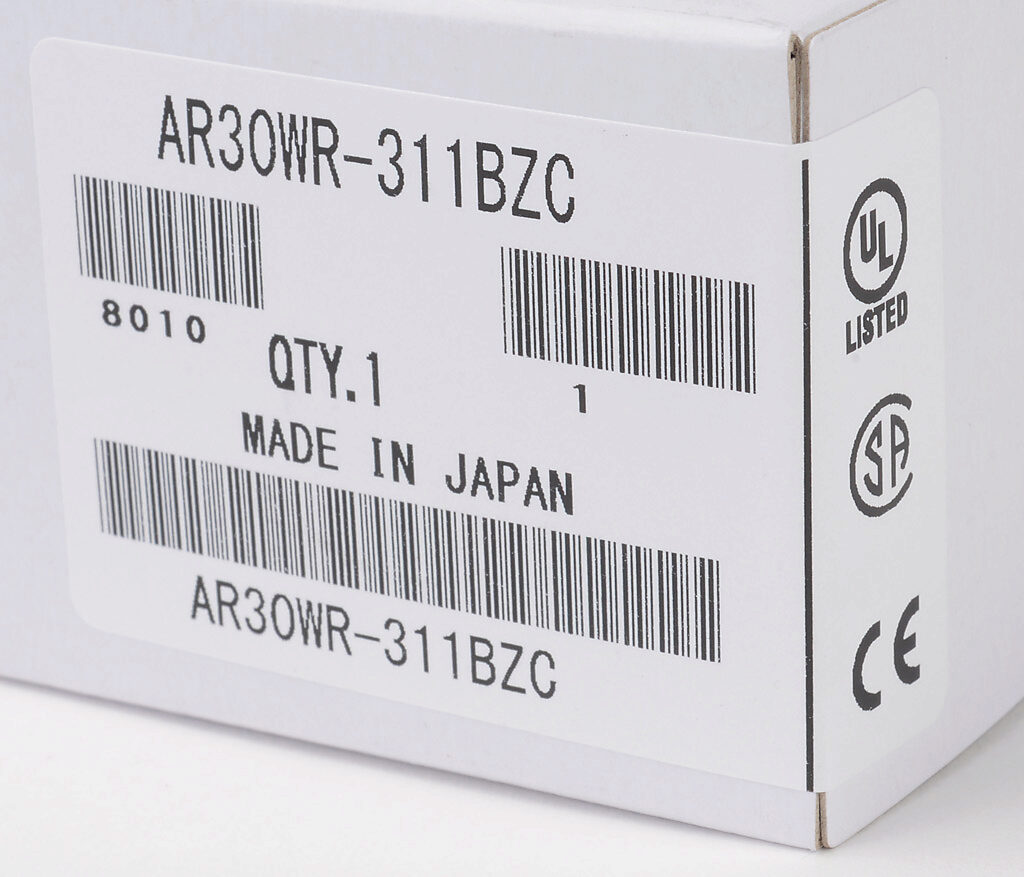 AR30WR-311BZC
8010
QTY.1
1
MADE IN JAPAN
AR30WR-311BZC
UL
LISTED
SA
CE